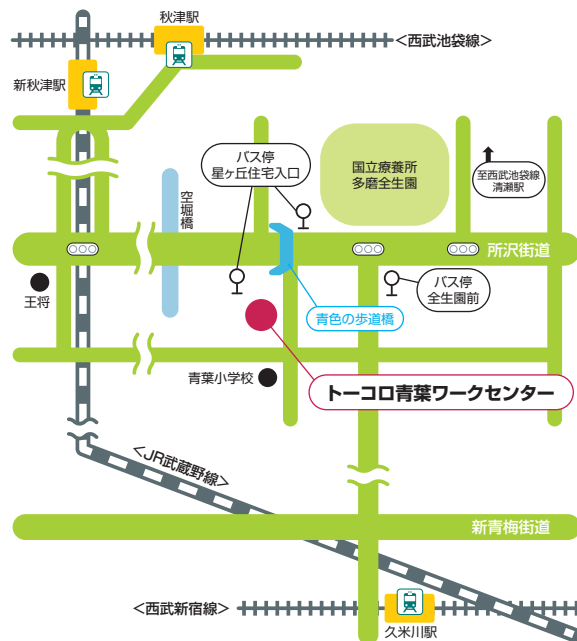 秋津駅
<西武池袋線>
新秋津駅
バス停
星ヶ丘住宅入口
国立療養所
多磨全生園
至西武池袋線
清瀬駅
空堀橋
所沢街道
王将
バス停
全生園前
青色の歩道橋
青葉小学校
トーコロ青葉ワークセンター
<JR武蔵野線>
新青梅街道
<西武新宿線>
久米川駅